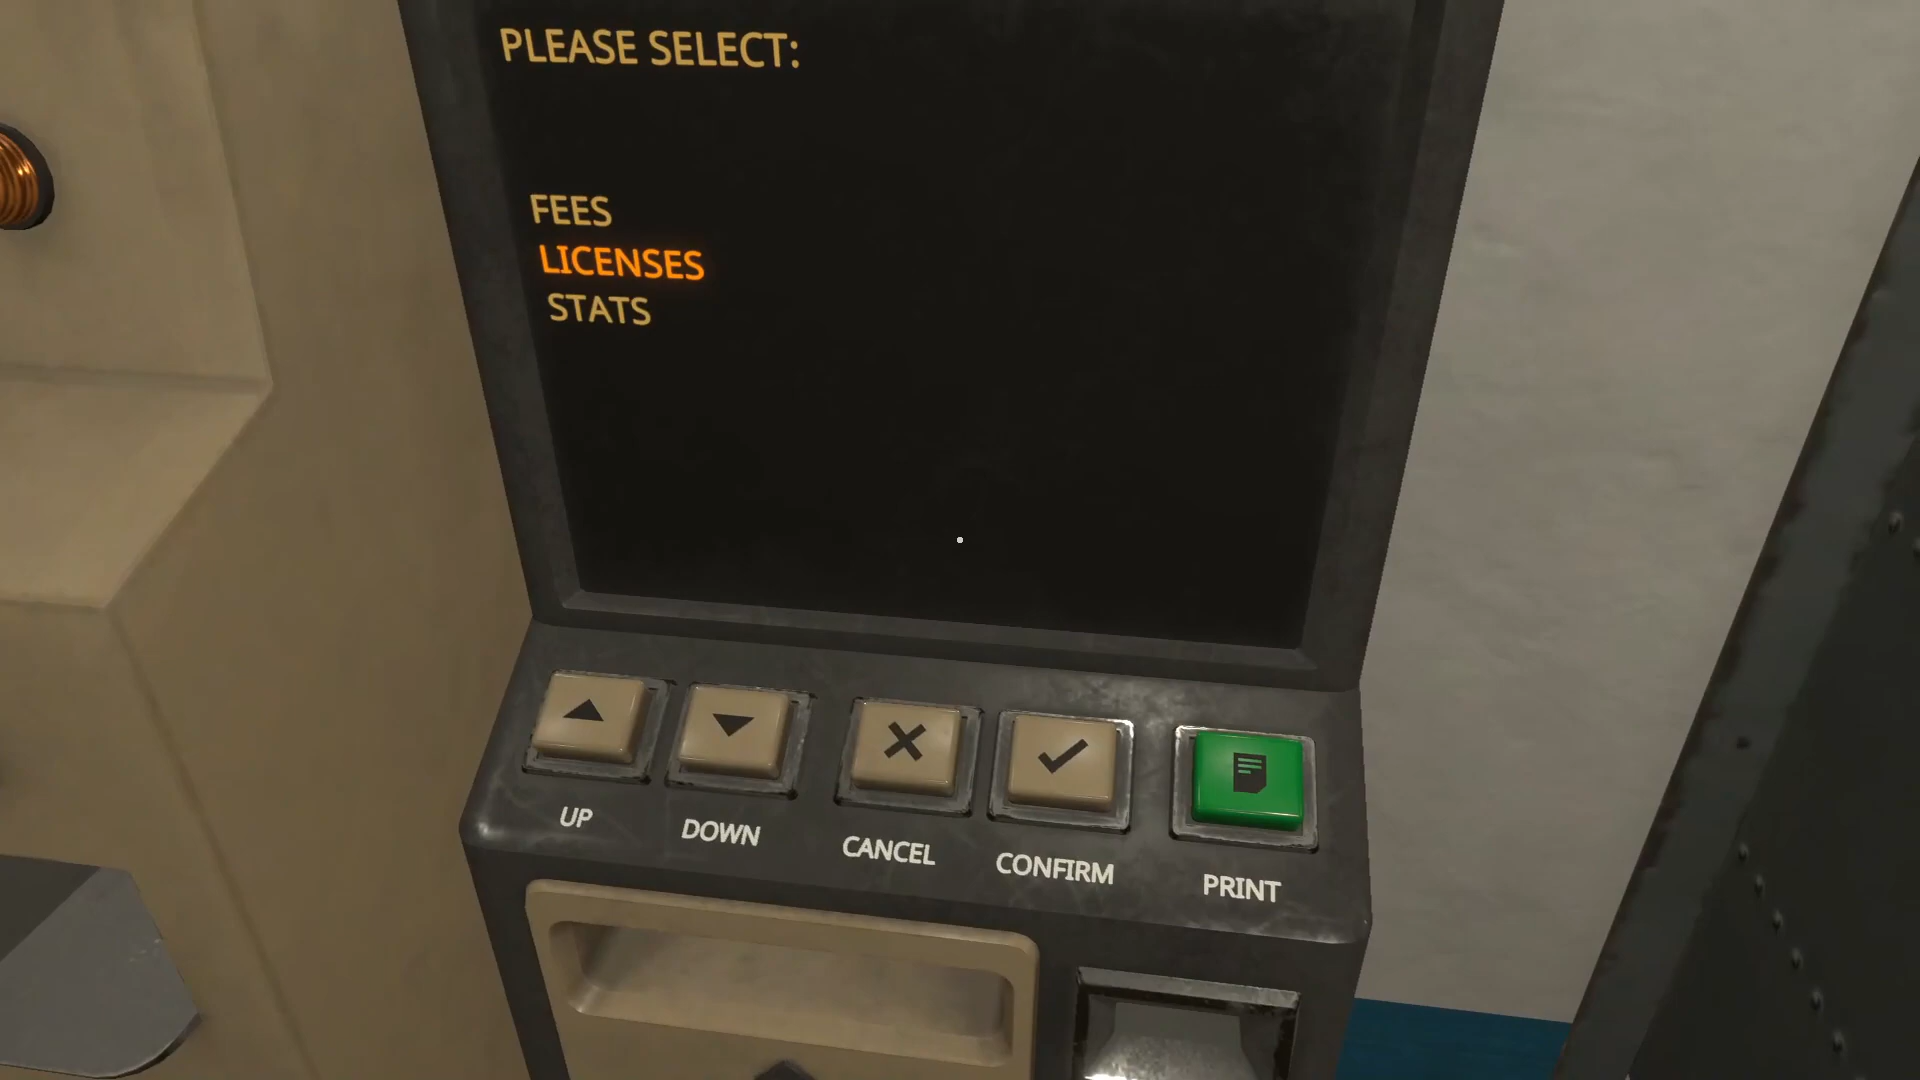 PLEASE SELECT:
FEES
LICENSES
STATS
UP
DOWN
CANCEL
CONFIRM
PRINT